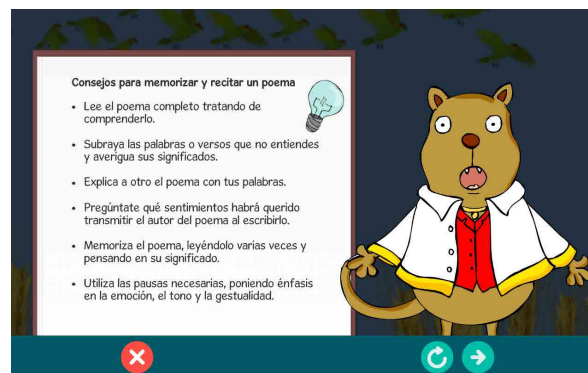 Consejos para memorizar y recitar un poema
• Lee el poema completo tratando de
comprenderlo.
• Subraya las palabras o versos que no entiendes
y averigua sus significados.
• Explica a otro el poema con tus palabras.
• Pregúntate qué sentimientos habrá querido
transmitir el autor del poema al escribirlo.
• Memoriza el poema, leyéndolo varias veces y
pensando en su significado.
• Utiliza las pausas necesarias, poniendo énfasis
en la emoción, el tono y la gestualidad.